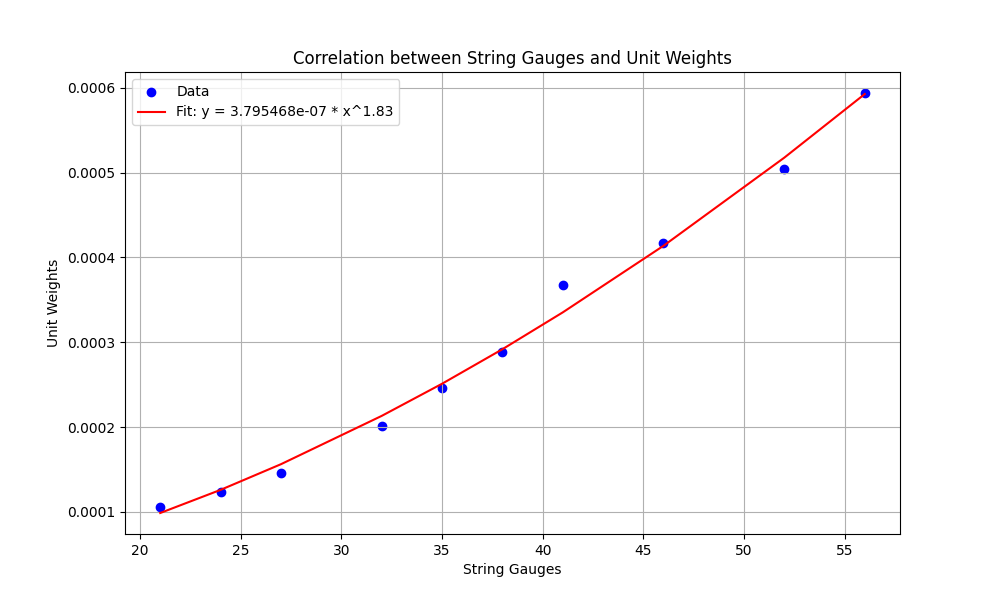 Correlation between String Gauges and Unit Weights
Data
Fit: y = 3.795468e-07 * x^1.83
0.0006
0.0005
0.0004
0.0003
0.0002
0.0001
Unit Weights
20 25 30 35 40 45 50 55
String Gauges